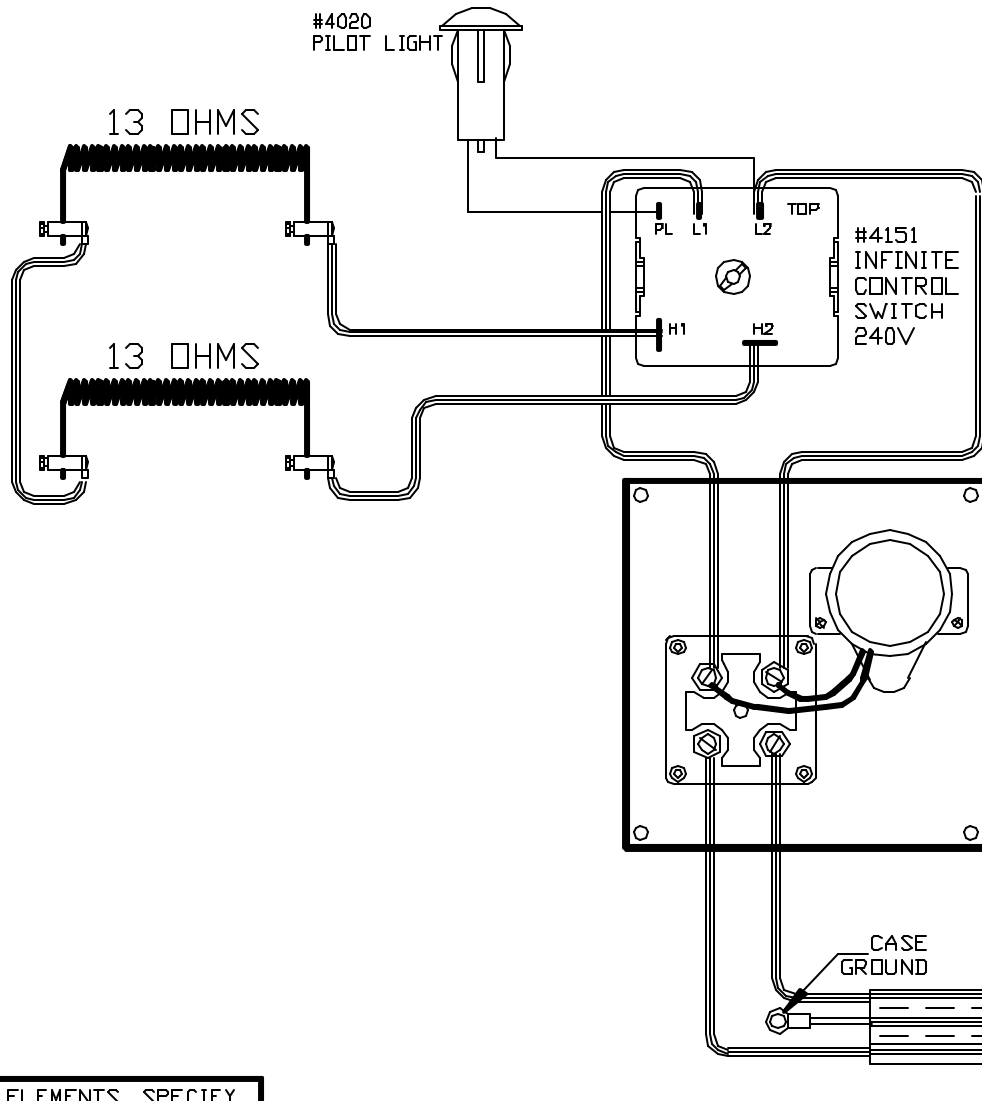 #4020
PILOT LIGHT
13 OHMS
PL L1 L2 TOP
#4151
INFINITE
CONTROL
SWITCH
240V
H1 H2
13 OHMS
CASE
GROUND
ELEMENTS SPECIFY